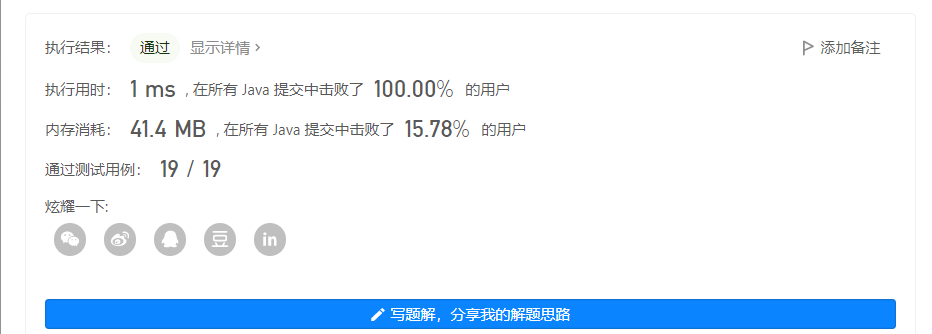 执行结果： 通过 显示详情 › 添加备注
执行用时： 1 ms , 在所有 Java 提交中击败了 100.00% 的用户
内存消耗： 41.4 MB , 在所有 Java 提交中击败了 15.78% 的用户
通过测试用例： 19 / 19
炫耀一下:
豆 in
写题解，分享我的解题思路